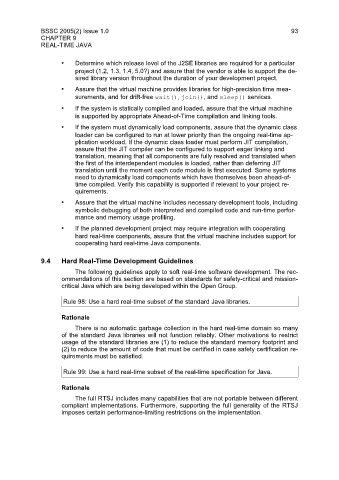 BSSC 2005(2) Issue 1.0 93
CHAPTER 9
REAL-TIME JAVA
• Determine which release level of the J2SE libraries are required for a particular
project (1.2, 1.3, 1.4, 5.0?) and assure that the vendor is able to support the de-
sired library version throughout the duration of your development project.
• Assure that the virtual machine provides libraries for high-precision time mea-
surements, and for drift-free wait(), join(), and sleep() services.
• If the system is statically compiled and loaded, assure that the virtual machine
is supported by appropriate Ahead-of-Time compilation and linking tools.
• If the system must dynamically load components, assure that the dynamic class
loader can be configured to run at lower priority than the ongoing real-time ap-
plication workload. If the dynamic class loader must perform JIT compilation,
assure that the JIT compiler can be configured to support eager linking and
translation, meaning that all components are fully resolved and translated when
the first of the interdependent modules is loaded, rather than deferring JIT
translation until the moment each code module is first executed. Some systems
need to dynamically load components which have themselves been ahead-of-
time compiled. Verify this capability is supported if relevant to your project re-
quirements.
• Assure that the virtual machine includes necessary development tools, including
symbolic debugging of both interpreted and compiled code and run-time perfor-
mance and memory usage profiling.
• If the planned development project may require integration with cooperating
hard real-time components, assure that the virtual machine includes support for
cooperating hard real-time Java components.
9.4 Hard Real-Time Development Guidelines
The following guidelines apply to soft real-time software development. The rec-
ommendations of this section are based on standards for safety-critical and mission-
critical Java which are being developed within the Open Group.
Rule 98: Use a hard real-time subset of the standard Java libraries.
Rationale
There is no automatic garbage collection in the hard real-time domain so many
of the standard Java libraries will not function reliably. Other motivations to restrict
usage of the standard libraries are (1) to reduce the standard memory footprint and
(2) to reduce the amount of code that must be certified in case safety certification re-
quirements must be satisfied.
Rule 99: Use a hard real-time subset of the real-time specification for Java.
Rationale
The full RTSJ includes many capabilities that are not portable between different
compliant implementations. Furthermore, supporting the full generality of the RTSJ
imposes certain performance-limiting restrictions on the implementation.